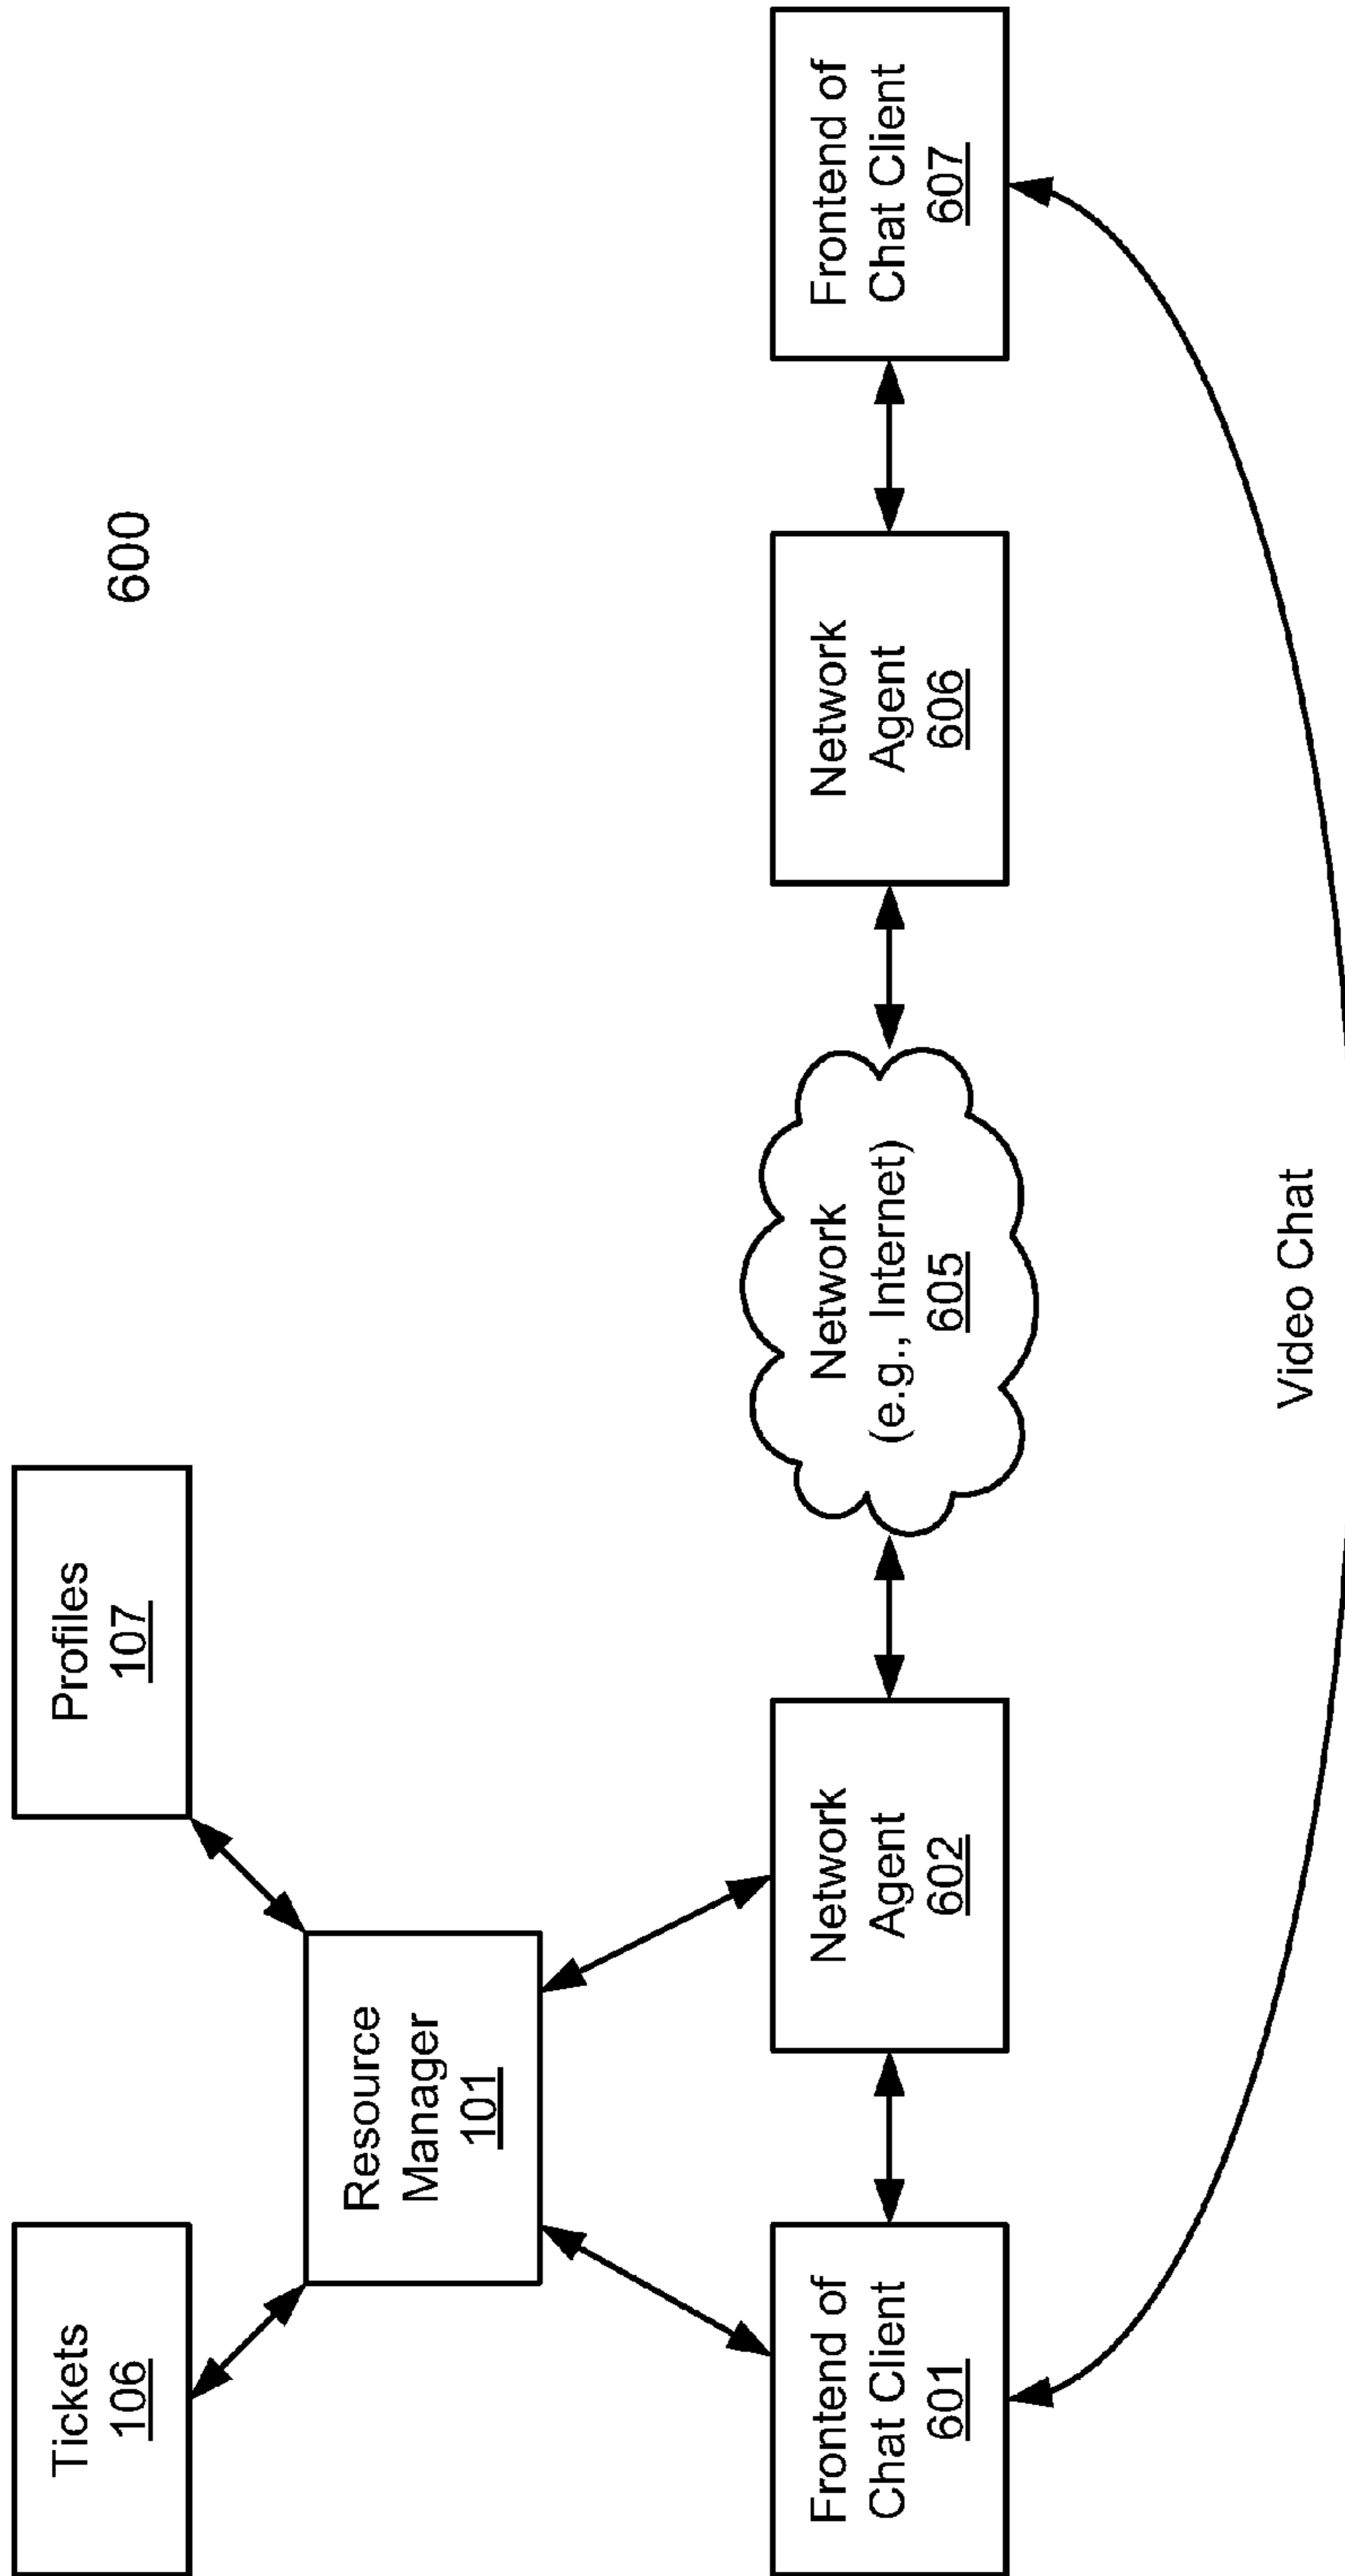 600
Tickets
106
Profiles
107
Resource
Manager
101
Frontend of
Chat Client
601
Network
Agent
602
Network
(e.g., Internet)
605
Network
Agent
606
Frontend of
Chat Client
607
Video Chat